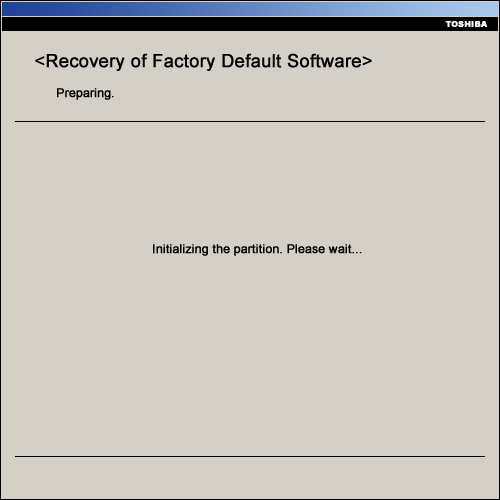 TOSHIBA
<Recovery of Factory Default Software>
Preparing.
Initializing the partition. Please wait...